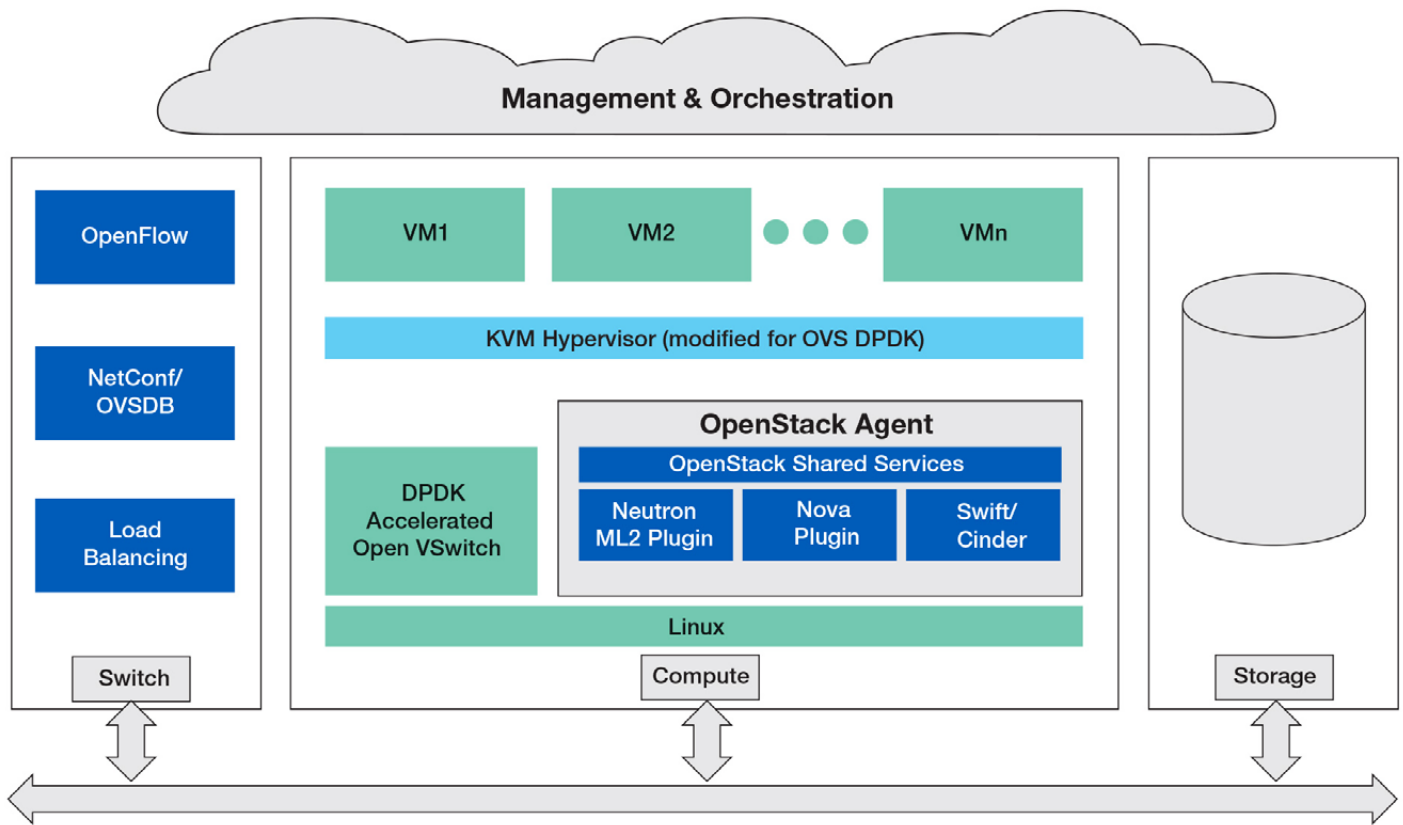 Management & Orchestration
OpenFlow
NetConf/
OVSDB
Load
Balancing
Switch
VM1
VM2
VMn
KVM Hypervisor (modified for OVS DPDK)
DPDK
Accelerated
Open VSwitch
OpenStack Agent
OpenStack Shared Services
Neutron
ML2 Plugin
Nova
Plugin
Swift/
Cinder
Linux
Compute
Storage